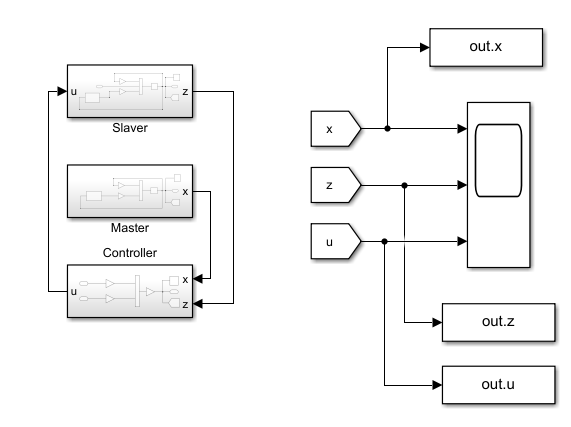 out.x
u
z
Slaver
x
x
z
Master
Controller
u
x
z
u
out.z
out.u